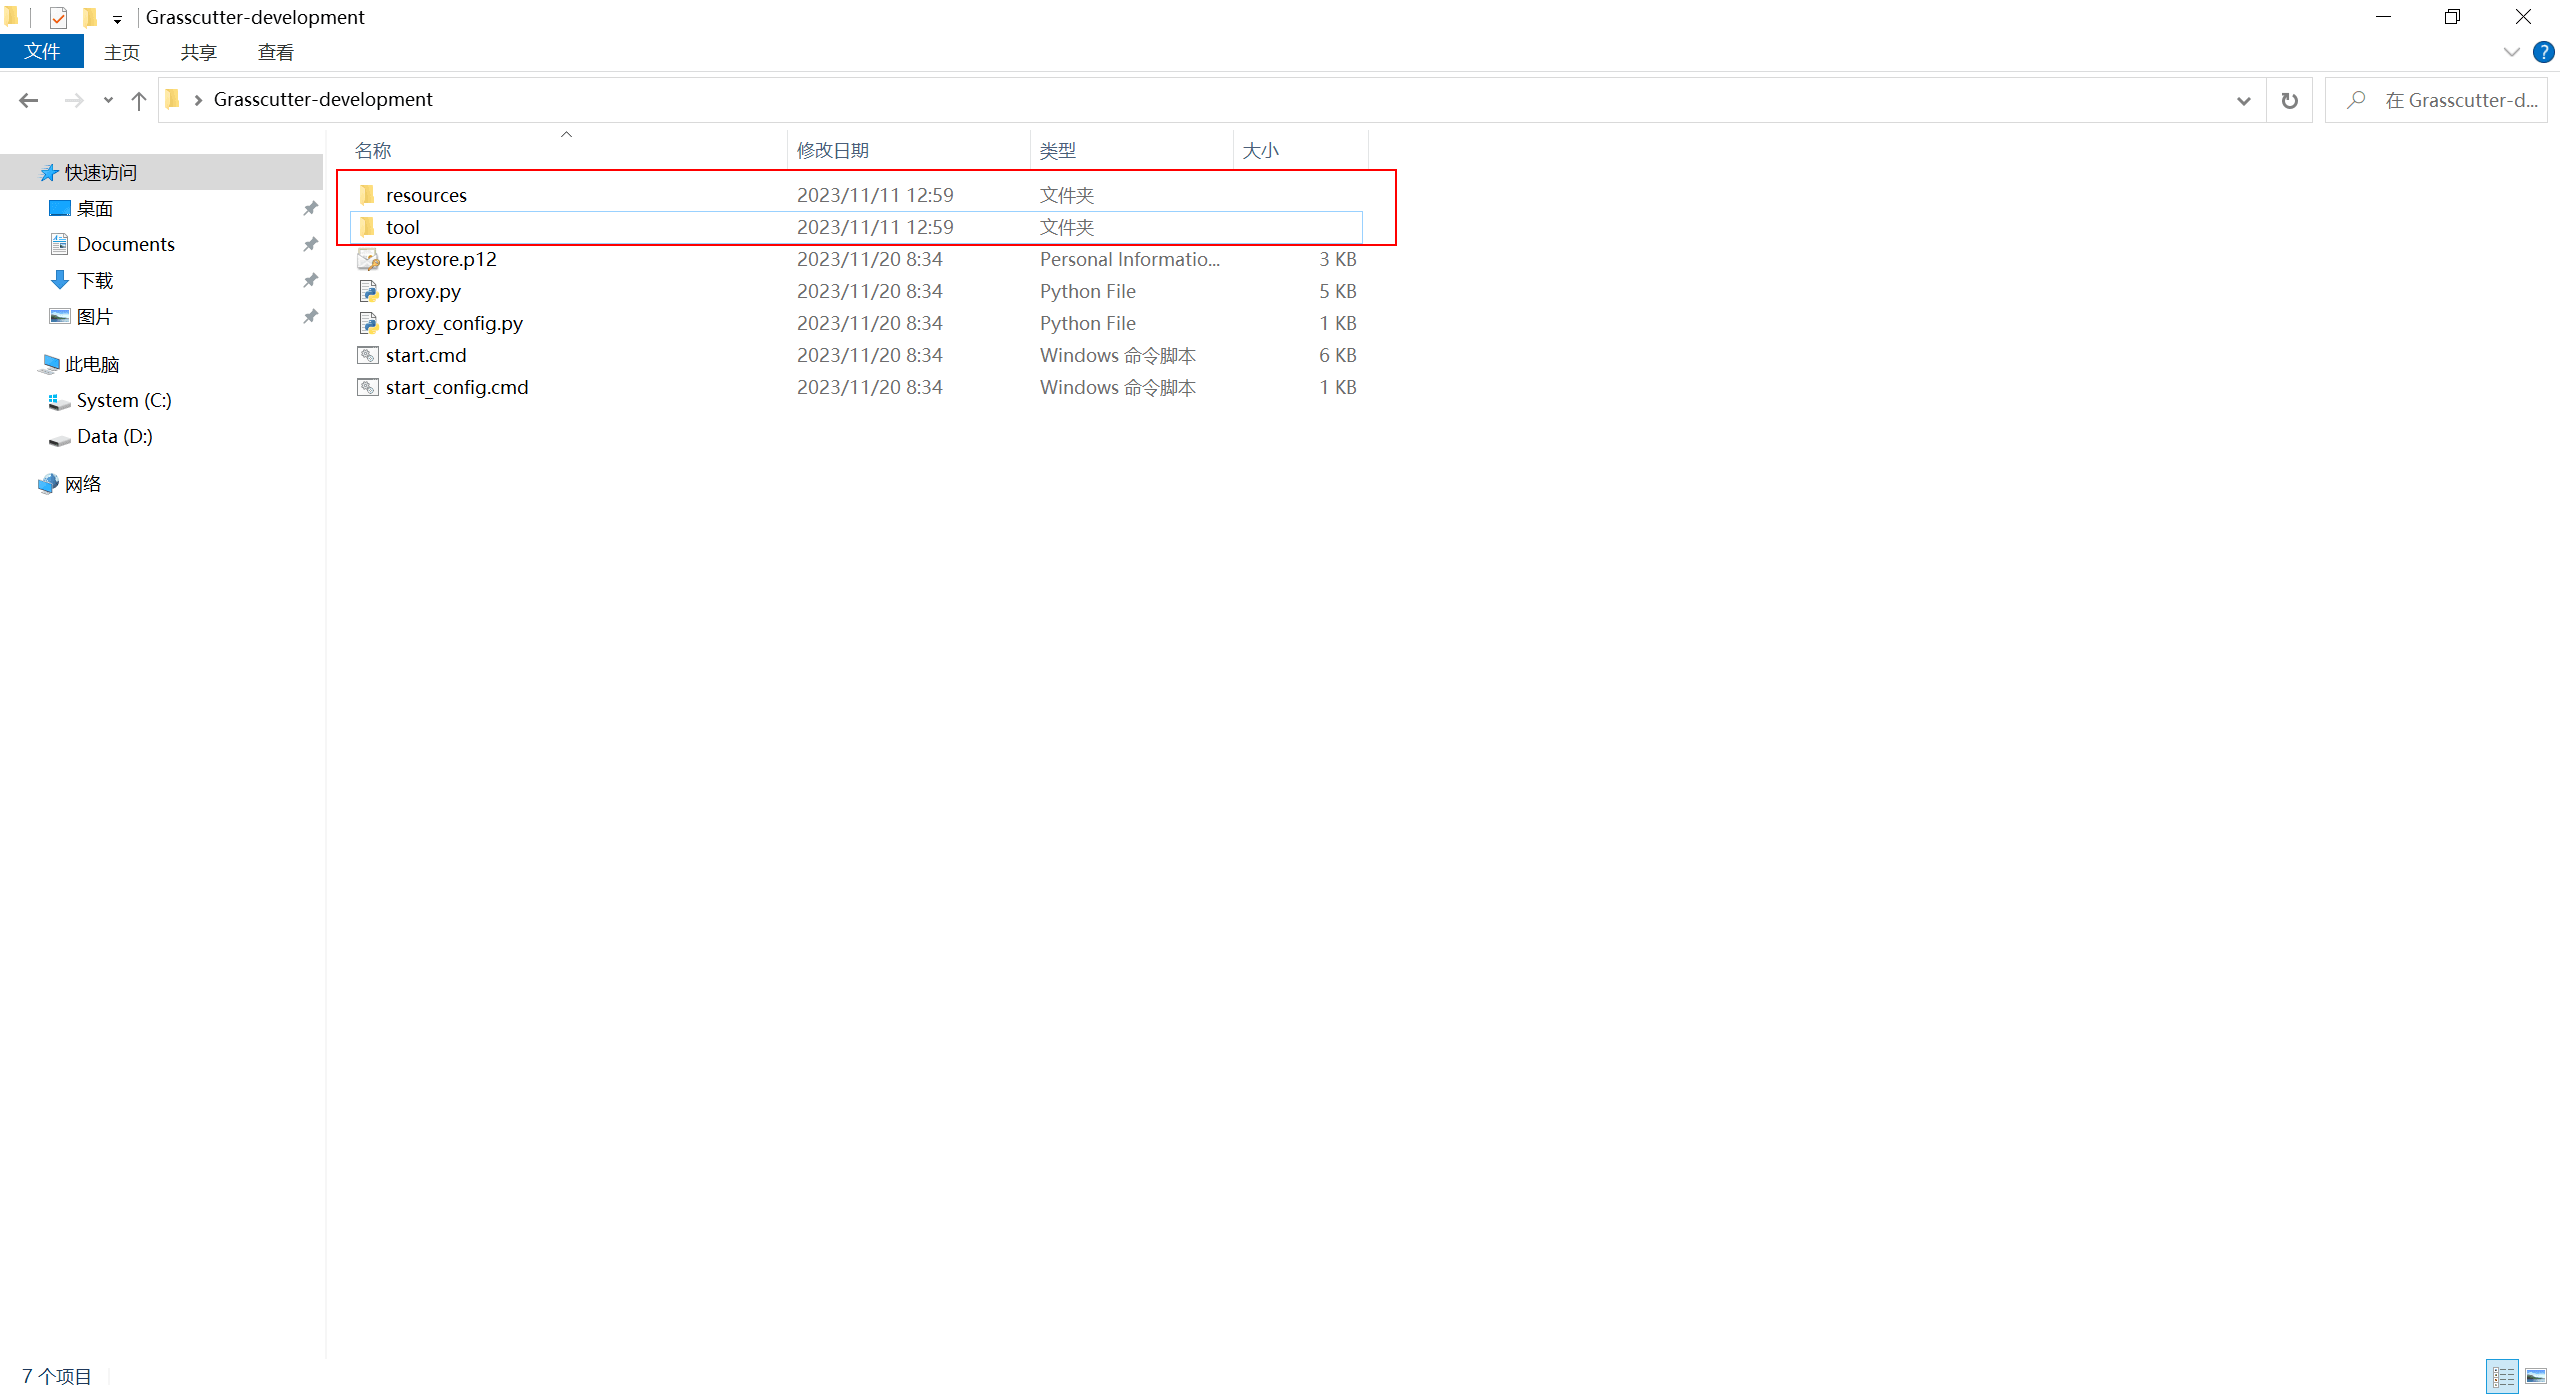 Grasscutter-development
文件 主页 共享 查看
Grasscutter-development
在 Grasscutter-d...
名称 修改日期 类型 大小
快速访问
桌面
Documents
下载
图片
此电脑
System (C:)
Data (D:)
网络
resources 2023/11/11 12:59 文件夹
tool 2023/11/11 12:59 文件夹
keystore.p12 2023/11/20 8:34 Personal Informatio... 3 KB
proxy.py 2023/11/20 8:34 Python File 5 KB
proxy_config.py 2023/11/20 8:34 Python File 1 KB
start.cmd 2023/11/20 8:34 Windows 命令脚本 6 KB
start_config.cmd 2023/11/20 8:34 Windows 命令脚本 1 KB
7 个项目